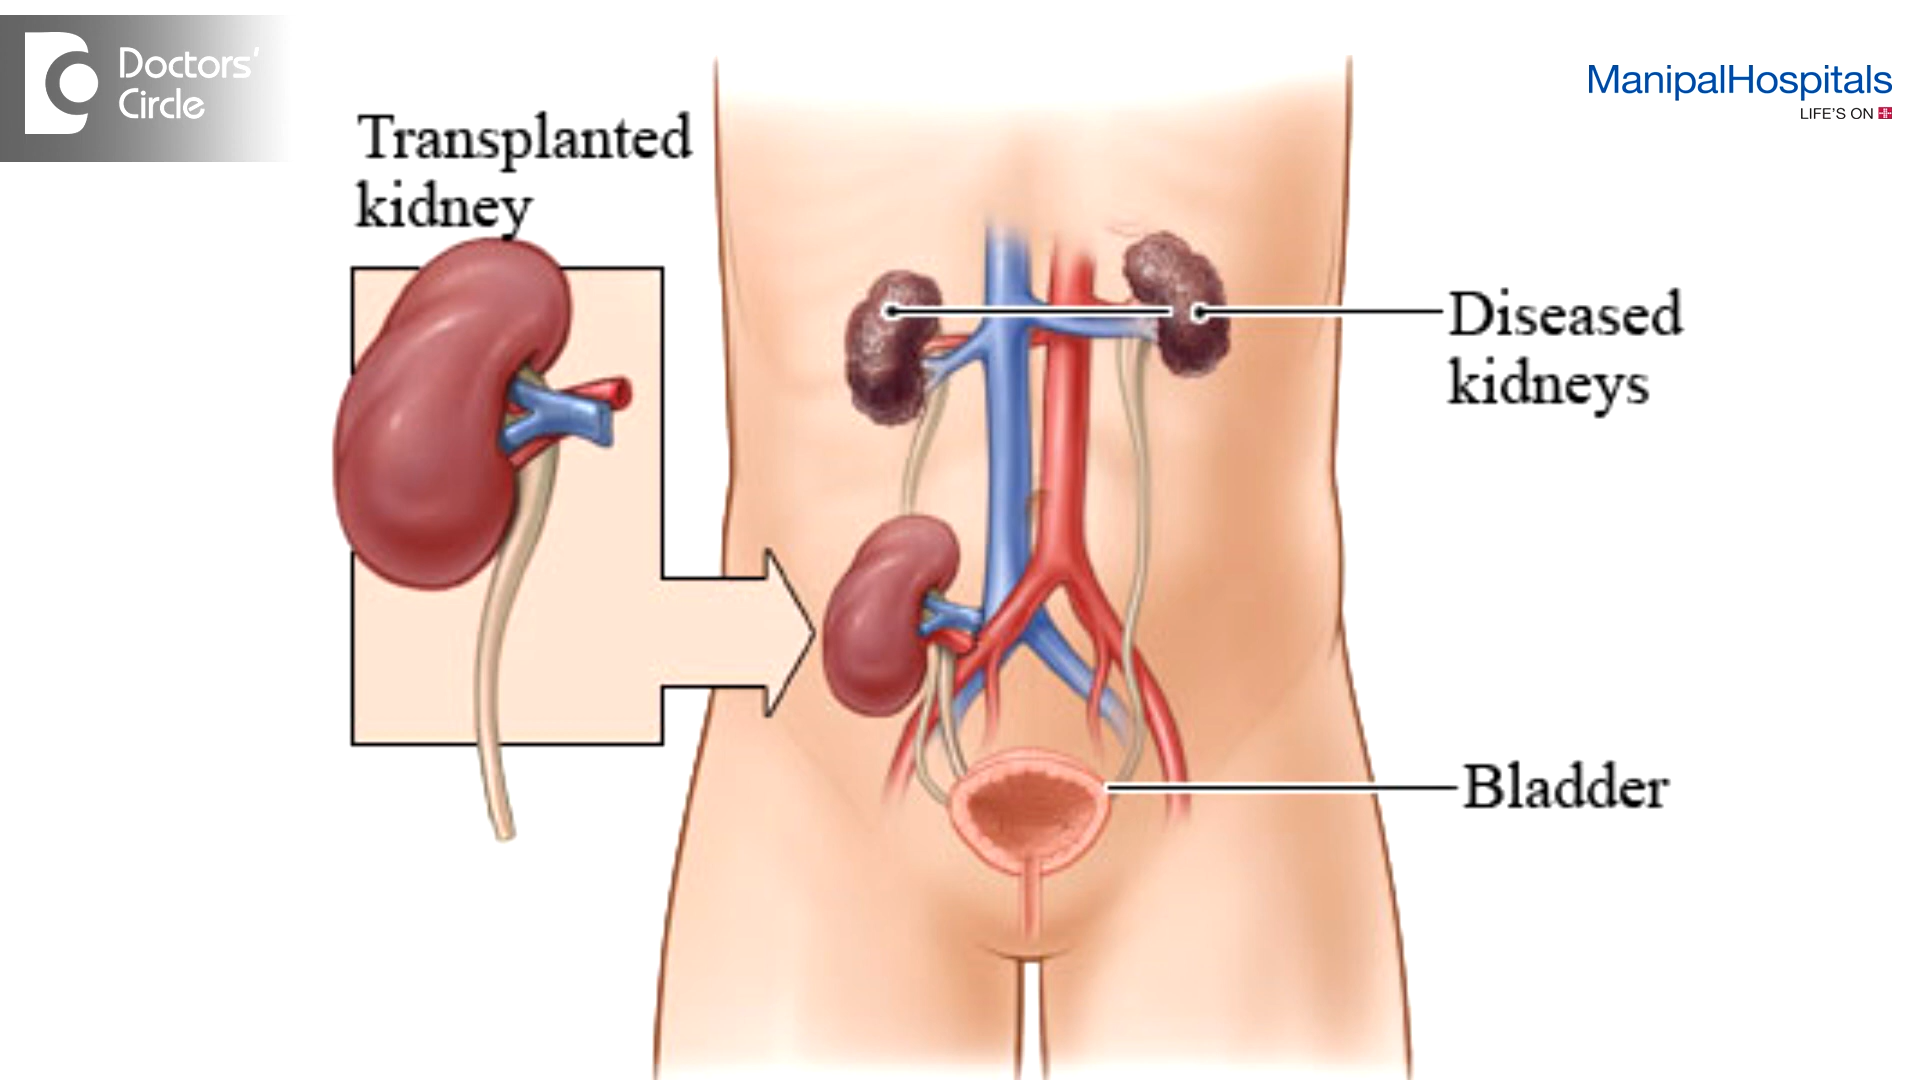 Doctors'
Circle
ManipalHospitals
LIFE'S ON
Transplanted
kidney
Diseased
kidneys
Bladder